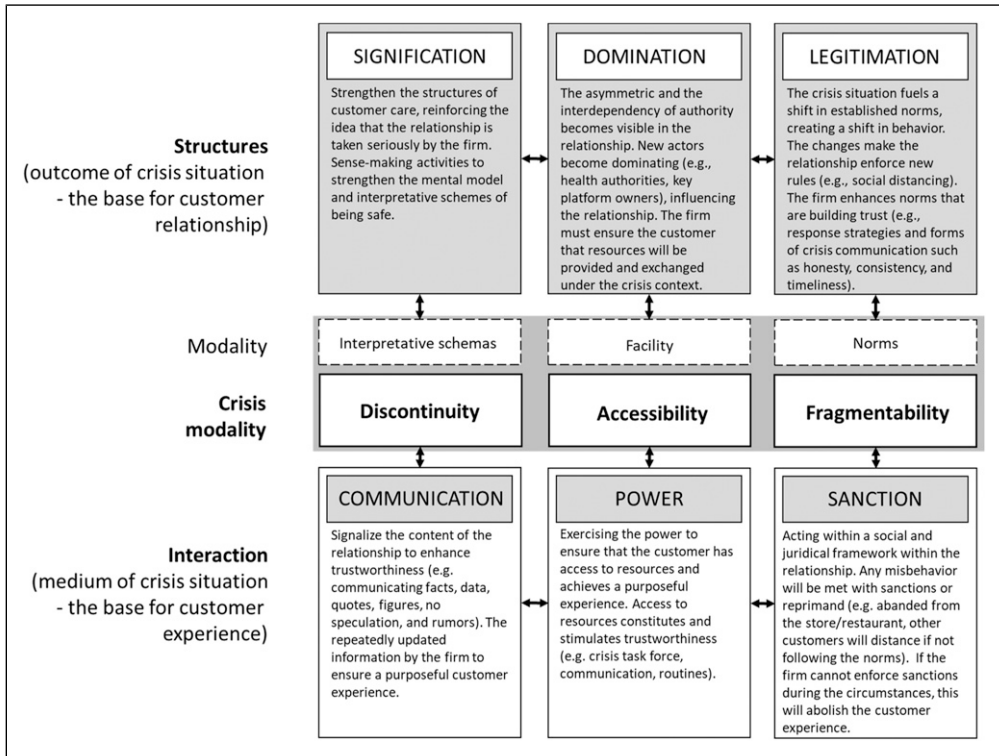 SIGNIFICATION
Strengthen the structures of
customer care, reinforcing the
idea that the relationship is
taken seriously by the firm.
Sense-making activities to
strengthen the mental model
and interpretative schemes of
being safe.
DOMINATION
The asymmetric and the
interdependency of authority
becomes visible in the
relationship. New actors
become dominating (e.g.,
health authorities, key
platform owners), influencing
the relationship. The firm
must ensure the customer
that resources will be
provided and exchanged
under the crisis context.
LEGITIMATION
The crisis situation fuels a
shift in established norms,
creating a shift in behavior.
The changes make the
relationship enforce new
rules (e.g., social distancing).
The firm enhances norms that
are building trust (e.g.,
response strategies and forms
of crisis communication such
as honesty, consistency, and
timeliness).
Structures
(outcome of crisis situation
- the base for customer
relationship)
Modality
Interpretative schemas
Facility
Norms
Crisis
modality
Discontinuity
Accessibility
Fragmentability
Interaction
(medium of crisis situation
- the base for customer
experience)
COMMUNICATION
Signalize the content of the
relationship to enhance
trustworthiness (e.g.
communicating facts, data,
quotes, figures, no
speculation, and rumors). The
repeatedly updated
information by the firm to
ensure a purposeful customer
experience.
POWER
Exercising the power to
ensure that the customer has
access to resources and
achieves a purposeful
experience. Access to
resources constitutes and
stimulates trustworthiness
(e.g. crisis task force,
communication, routines).
SANCTION
Acting within a social and
juridical framework within the
relationship. Any misbehavior
will be met with sanctions or
reprimand (e.g. abanded from
the store/restaurant, other
customers will distance if not
following the norms). If the
firm cannot enforce sanctions
during the circumstances, this
will abolish the customer
experience.